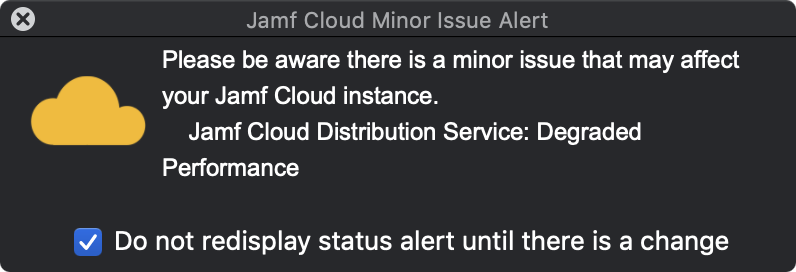 Jamf Cloud Minor Issue Alert
Please be aware there is a minor issue that may affect
your Jamf Cloud instance.
Jamf Cloud Distribution Service: Degraded
Performance
Do not redisplay status alert until there is a change